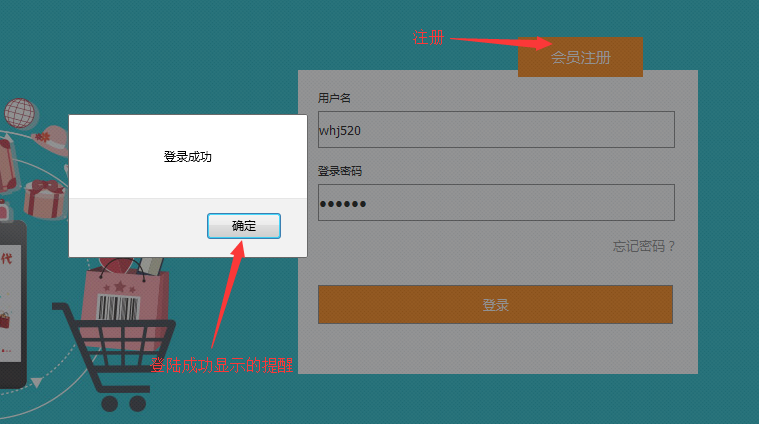 注册
会员注册
用户名
whj520
登录密码
●●●●●●
忘记密码？
登录
登录成功
确定
登陆成功显示的提醒
代